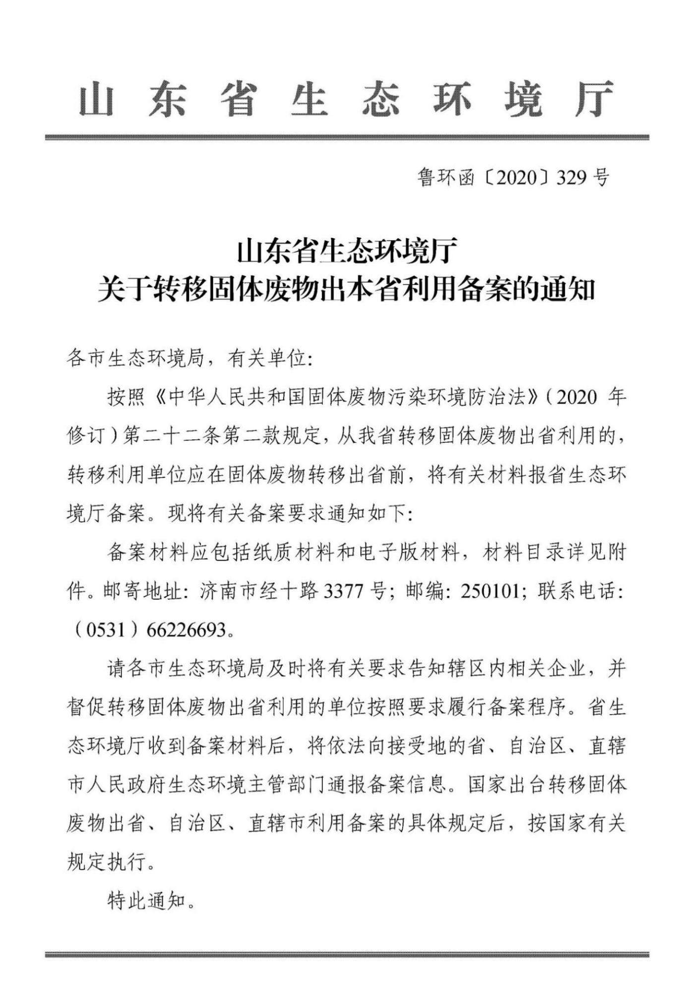 山东省生态环境厅
鲁环函〔2020〕329号
山东省生态环境厅
关于转移固体废物出本省利用备案的通知
各市生态环境局，有关单位：
按照《中华人民共和国固体废物污染环境防治法》（2020 年
修订）第二十二条第二款规定，从我省转移固体废物出省利用的，
转移利用单位应在固体废物转移出省前，将有关材料报省生态环
境厅备案。现将有关备案要求通知如下：
备案材料应包括纸质材料和电子版材料，材料目录详见附
件。邮寄地址：济南市经十路 3377 号；邮编：250101；联系电话：
（0531）66226693。
请各市生态环境局及时将有关要求告知辖区内相关企业，并
督促转移固体废物出省利用的单位按照要求履行备案程序。省生
态环境厅收到备案材料后，将依法向接受地的省、自治区、直辖
市人民政府生态环境主管部门通报备案信息。国家出台转移固体
废物出省、自治区、直辖市利用备案的具体规定后，按国家有关
规定执行。
特此通知。